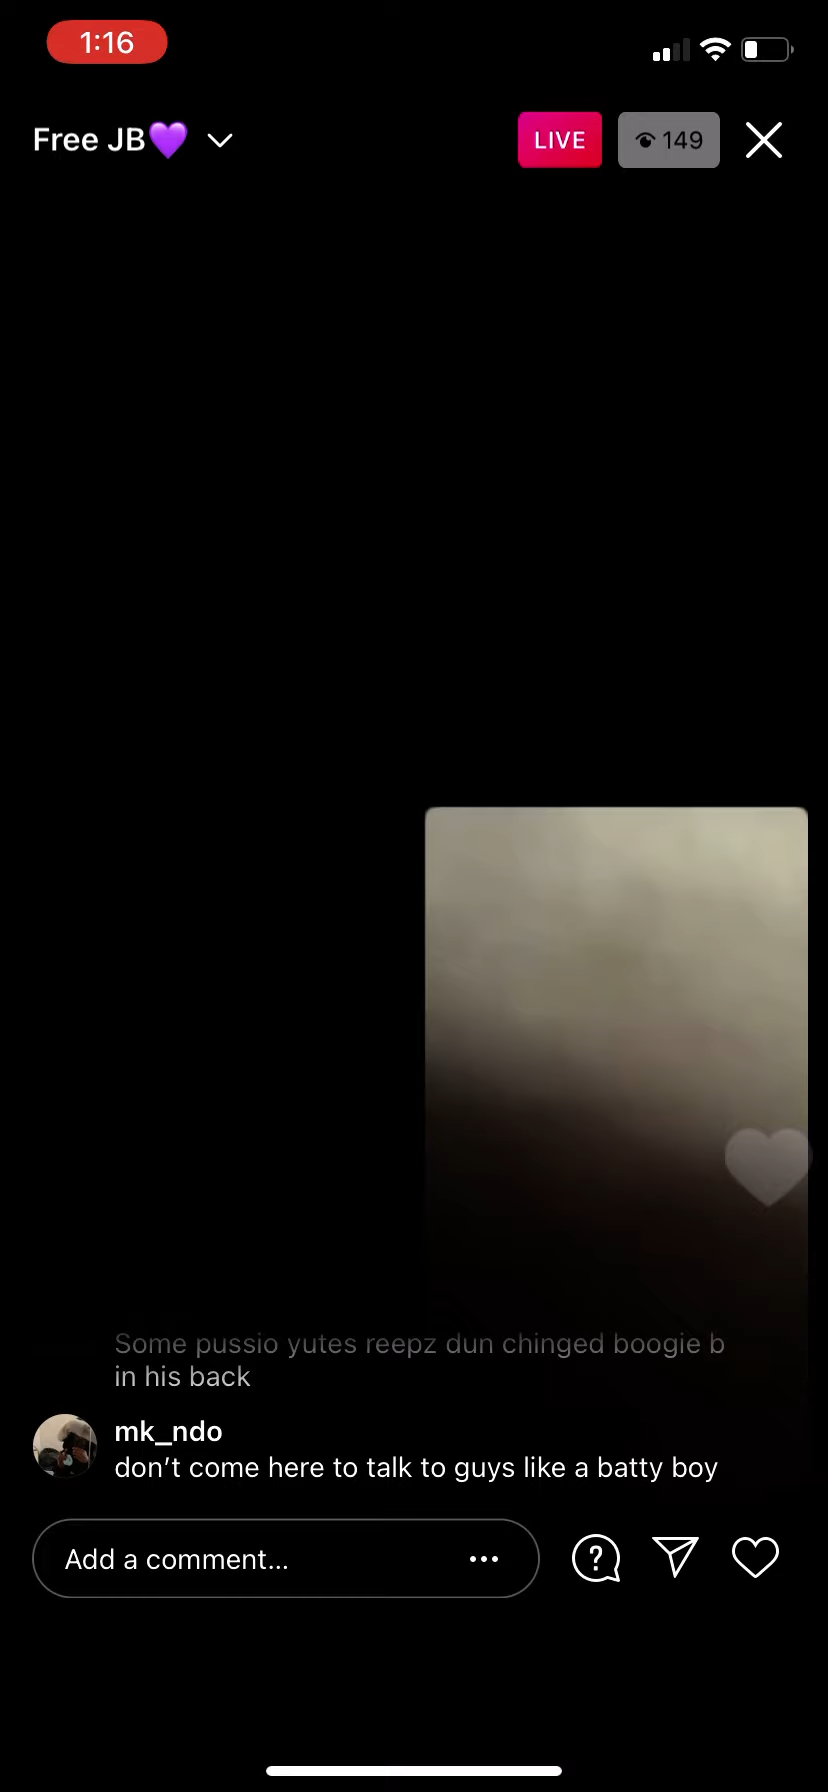 1:16
Free JB💜
LIVE
149
Some pussio yutes reepz dun chinged boogie b
in his back
mk_ndo
don’t come here to talk to guys like a batty boy
Add a comment...